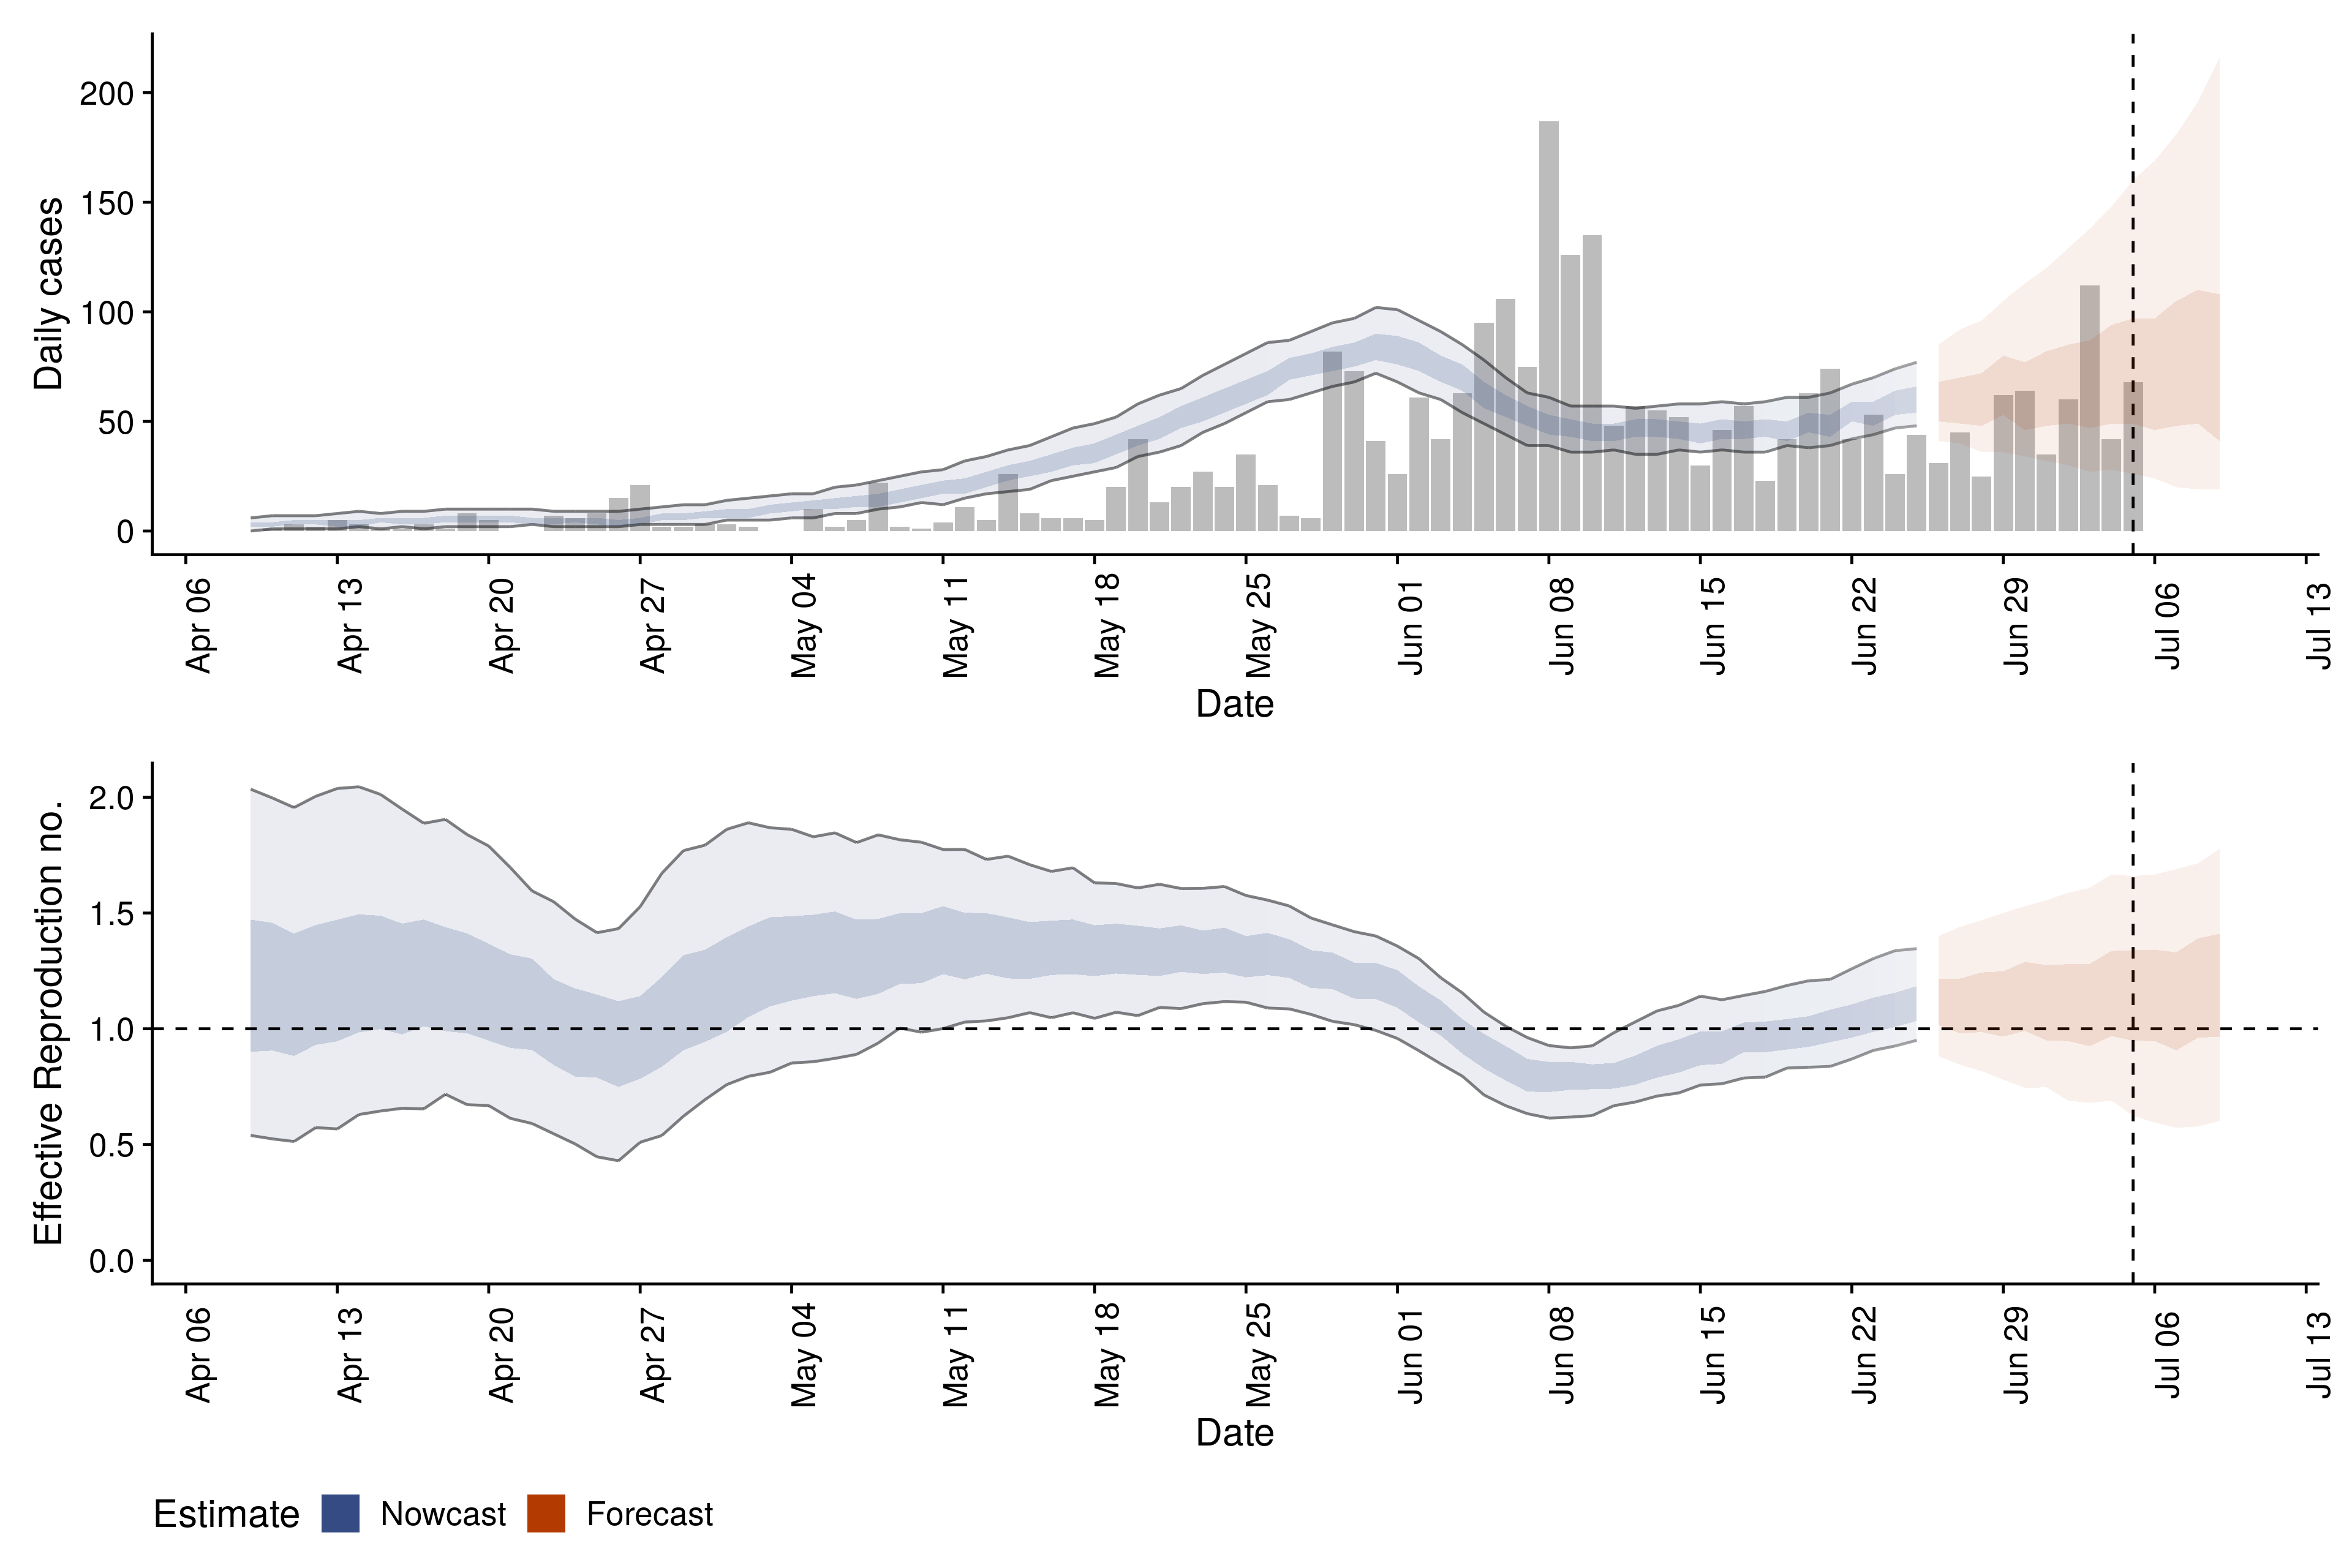 Daily cases
200
150
100
50
0
Apr 06 Apr 13 Apr 20 Apr 27 May 04 May 11 May 18 May 25 Jun 01 Jun 08 Jun 15 Jun 22 Jun 29 Jul 06 Jul 13
Date
Effective Reproduction no.
2.0
1.5
1.0
0.5
0.0
Apr 06 Apr 13 Apr 20 Apr 27 May 04 May 11 May 18 May 25 Jun 01 Jun 08 Jun 15 Jun 22 Jun 29 Jul 06 Jul 13
Date
Estimate Nowcast Forecast